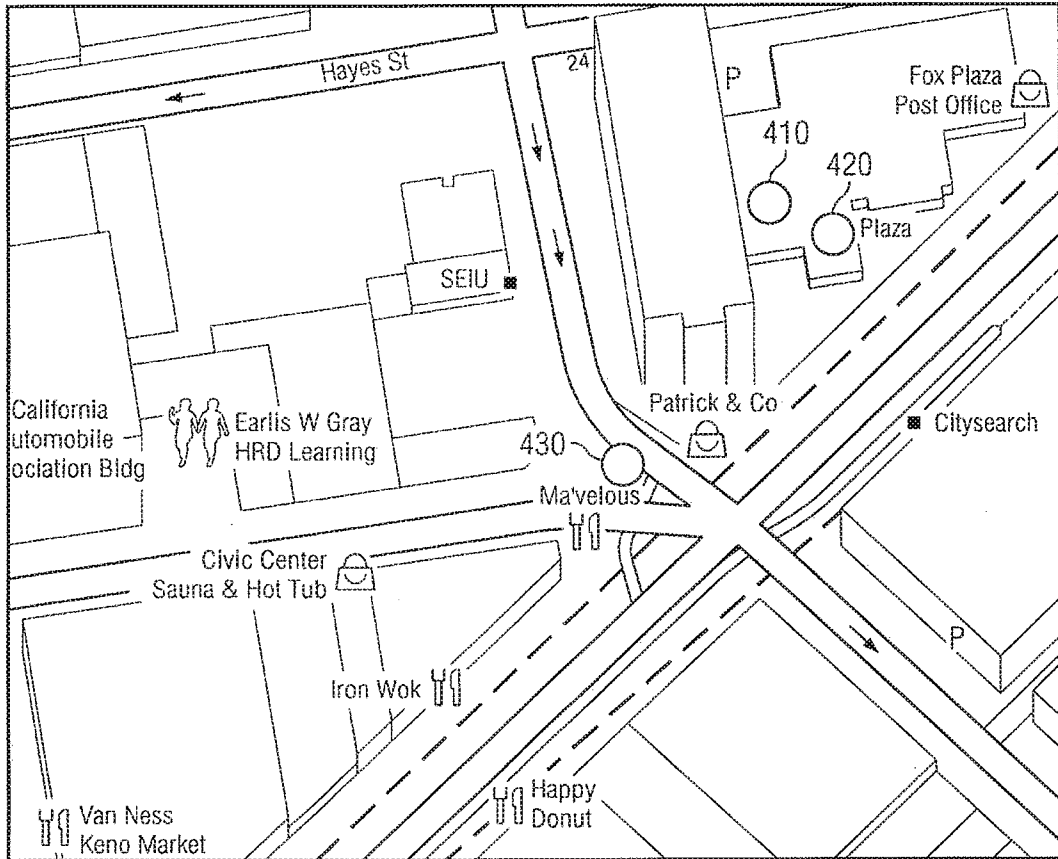 Hayes St
24
P
Fox Plaza
Post Office
410
420
Plaza
SEIU
Patrick & Co
Citysearch
California
utomobile
ociation Bldg
Earlis W Gray
HRD Learning
430
Ma'velous
Civic Center
Sauna & Hot Tub
P
Iron Wok
Happy
Donut
Van Ness
Keno Market